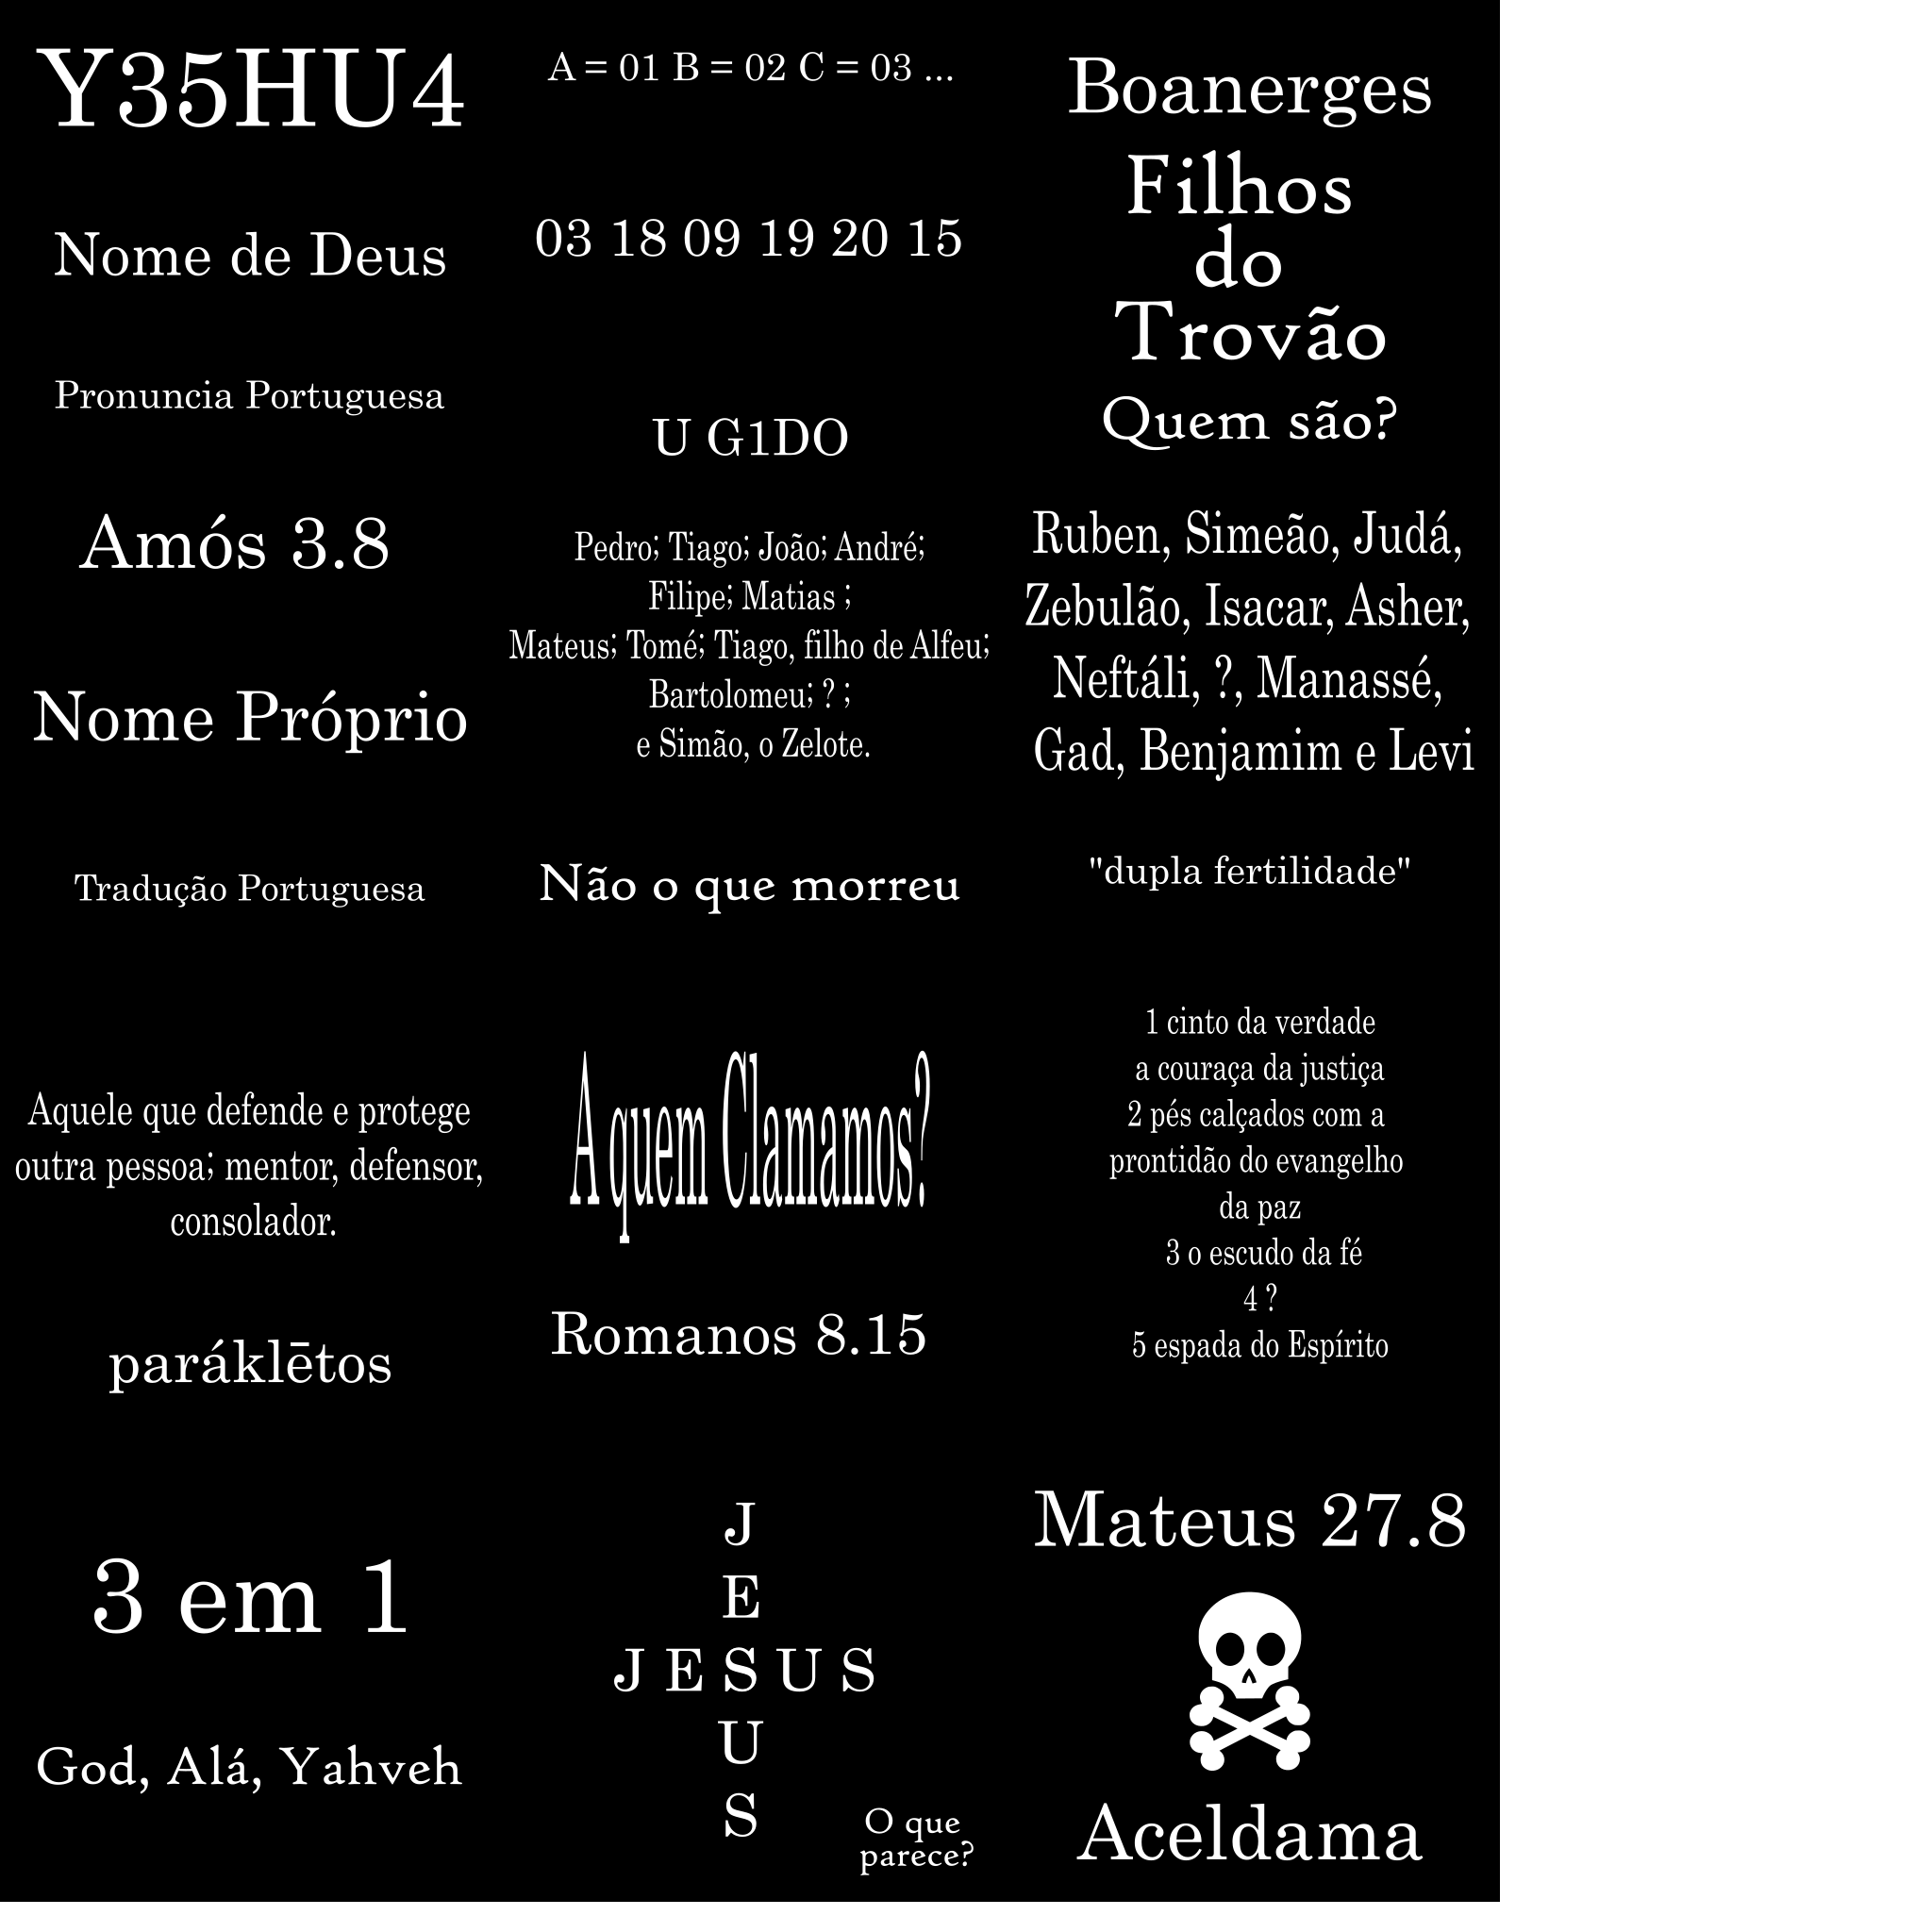 Y35HU4
Nome de Deus
Pronuncia Portuguesa
Amós 3.8
Nome Próprio
Tradução Portuguesa
Aquele que defende e protege
outra pessoa; mentor, defensor,
consolador.
paráklētos
3 em 1
God, Alá, Yahveh
A = 01 B = 02 C = 03 ...
03 18 09 19 20 15
U G1DO
Pedro; Tiago; João; André;
Filipe; Matias ;
Mateus; Tomé; Tiago, filho de Alfeu;
Bartolomeu; ? ;
e Simão, o Zelote.
Não o que morreu
A quem Clamamos?
Romanos 8.15
J
E
J E S U S
U
S
O que
parece?
Boanerges
Filhos
do
Trovão
Quem são?
Ruben, Simeão, Judá,
Zebulão, Isacar, Asher,
Neftáli, ?, Manassé,
Gad, Benjamim e Levi
"dupla fertilidade"
1 cinto da verdade
a couraça da justiça
2 pés calçados com a
prontidão do evangelho
da paz
3 o escudo da fé
4 ?
5 espada do Espírito
Mateus 27.8
Aceldama